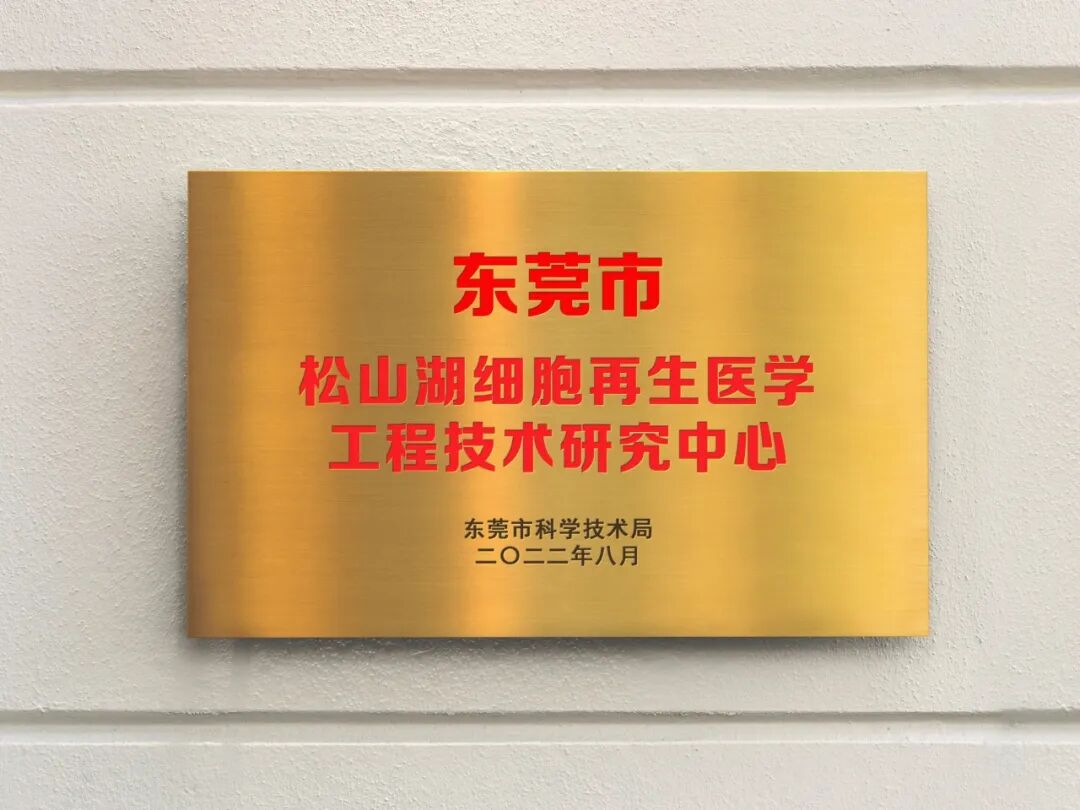 东莞市
松山湖细胞再生医学
工程技术研究中心
东莞市科学技术局
二〇二二年八月